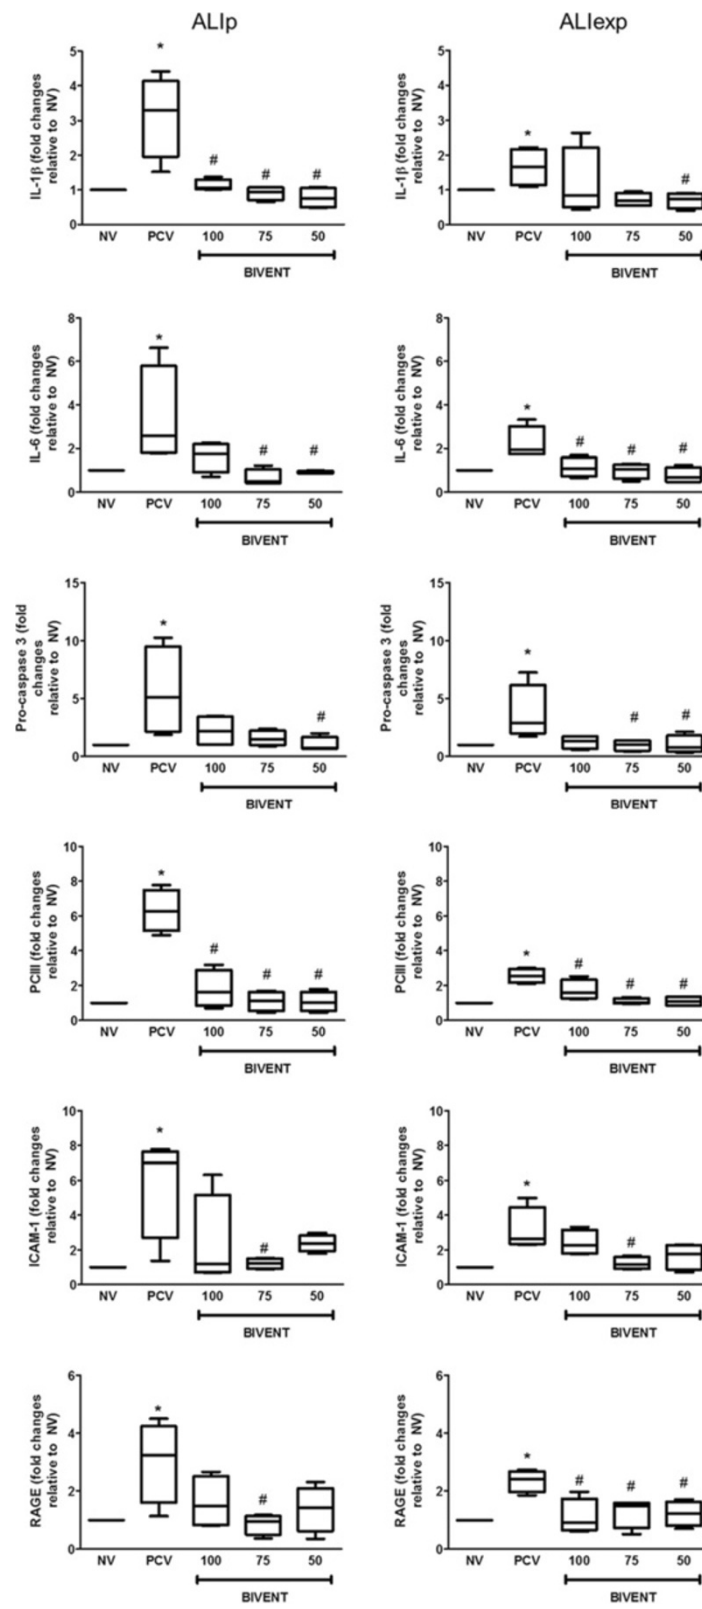 ALIp
ALIexp
IL-1β (fold changes
relative to NV)
5
4
3
2
1
0
*
#
#
#
NV
PCV
100
75
50
BIVENT
IL-1β (fold changes
relative to NV)
5
4
3
2
1
0
*
#
NV
PCV
100
75
50
BIVENT
IL-6 (fold changes
relative to NV)
8
6
4
2
0
*
#
#
NV
PCV
100
75
50
BIVENT
IL-6 (fold changes
relative to NV)
8
6
4
2
0
*
#
#
#
NV
PCV
100
75
50
BIVENT
Pro-caspase 3 (fold
changes
relative to NV)
15
10
5
0
*
#
NV
PCV
100
75
50
BIVENT
Pro-caspase 3 (fold
changes
relative to NV)
15
10
5
0
*
#
#
NV
PCV
100
75
50
BIVENT
PCIII (fold changes
relative to NV)
10
8
6
4
2
0
*
#
#
#
NV
PCV
100
75
50
BIVENT
PCIII (fold changes
relative to NV)
10
8
6
4
2
0
*
#
#
#
NV
PCV
100
75
50
BIVENT
ICAM-1 (fold changes
relative to NV)
10
8
6
4
2
0
*
#
NV
PCV
100
75
50
BIVENT
ICAM-1 (fold changes
relative to NV)
10
8
6
4
2
0
*
#
NV
PCV
100
75
50
BIVENT
RAGE (fold changes
relative to NV)
6
4
2
0
*
#
NV
PCV
100
75
50
BIVENT
RAGE (fold changes
relative to NV)
6
4
2
0
*
#
#
#
NV
PCV
100
75
50
BIVENT